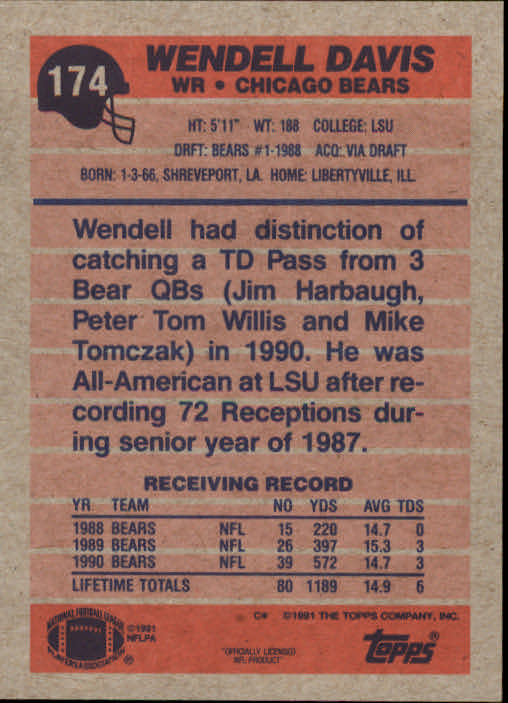 174
WENDELL DAVIS
WR • CHICAGO BEARS
HT: 5'11" WT: 188 COLLEGE: LSU
DRFT: BEARS #1-1988 ACQ: VIA DRAFT
BORN: 1-3-66, SHREVEPORT, LA. HOME: LIBERTYVILLE, ILL.
Wendell had distinction of
catching a TD Pass from 3
Bear QBs (Jim Harbaugh,
Peter Tom Willis and Mike
Tomczak) in 1990. He was
All-American at LSU after re-
cording 72 Receptions dur-
ing senior year of 1987.
RECEIVING RECORD
YR TEAM NO YDS AVG TDS
1988 BEARS NFL 15 220 14.7 0
1989 BEARS NFL 26 397 15.3 3
1990 BEARS NFL 39 572 14.7 3
LIFETIME TOTALS 80 1189 14.9 6
C* ©1991 THE TOPPS COMPANY, INC.
NATIONAL FOOTBALL LEAGUE
PLAYERS ASSOCIATION ®
©1991
NFLPA
"OFFICIALLY LICENSED
NFL PRODUCT"
topps®